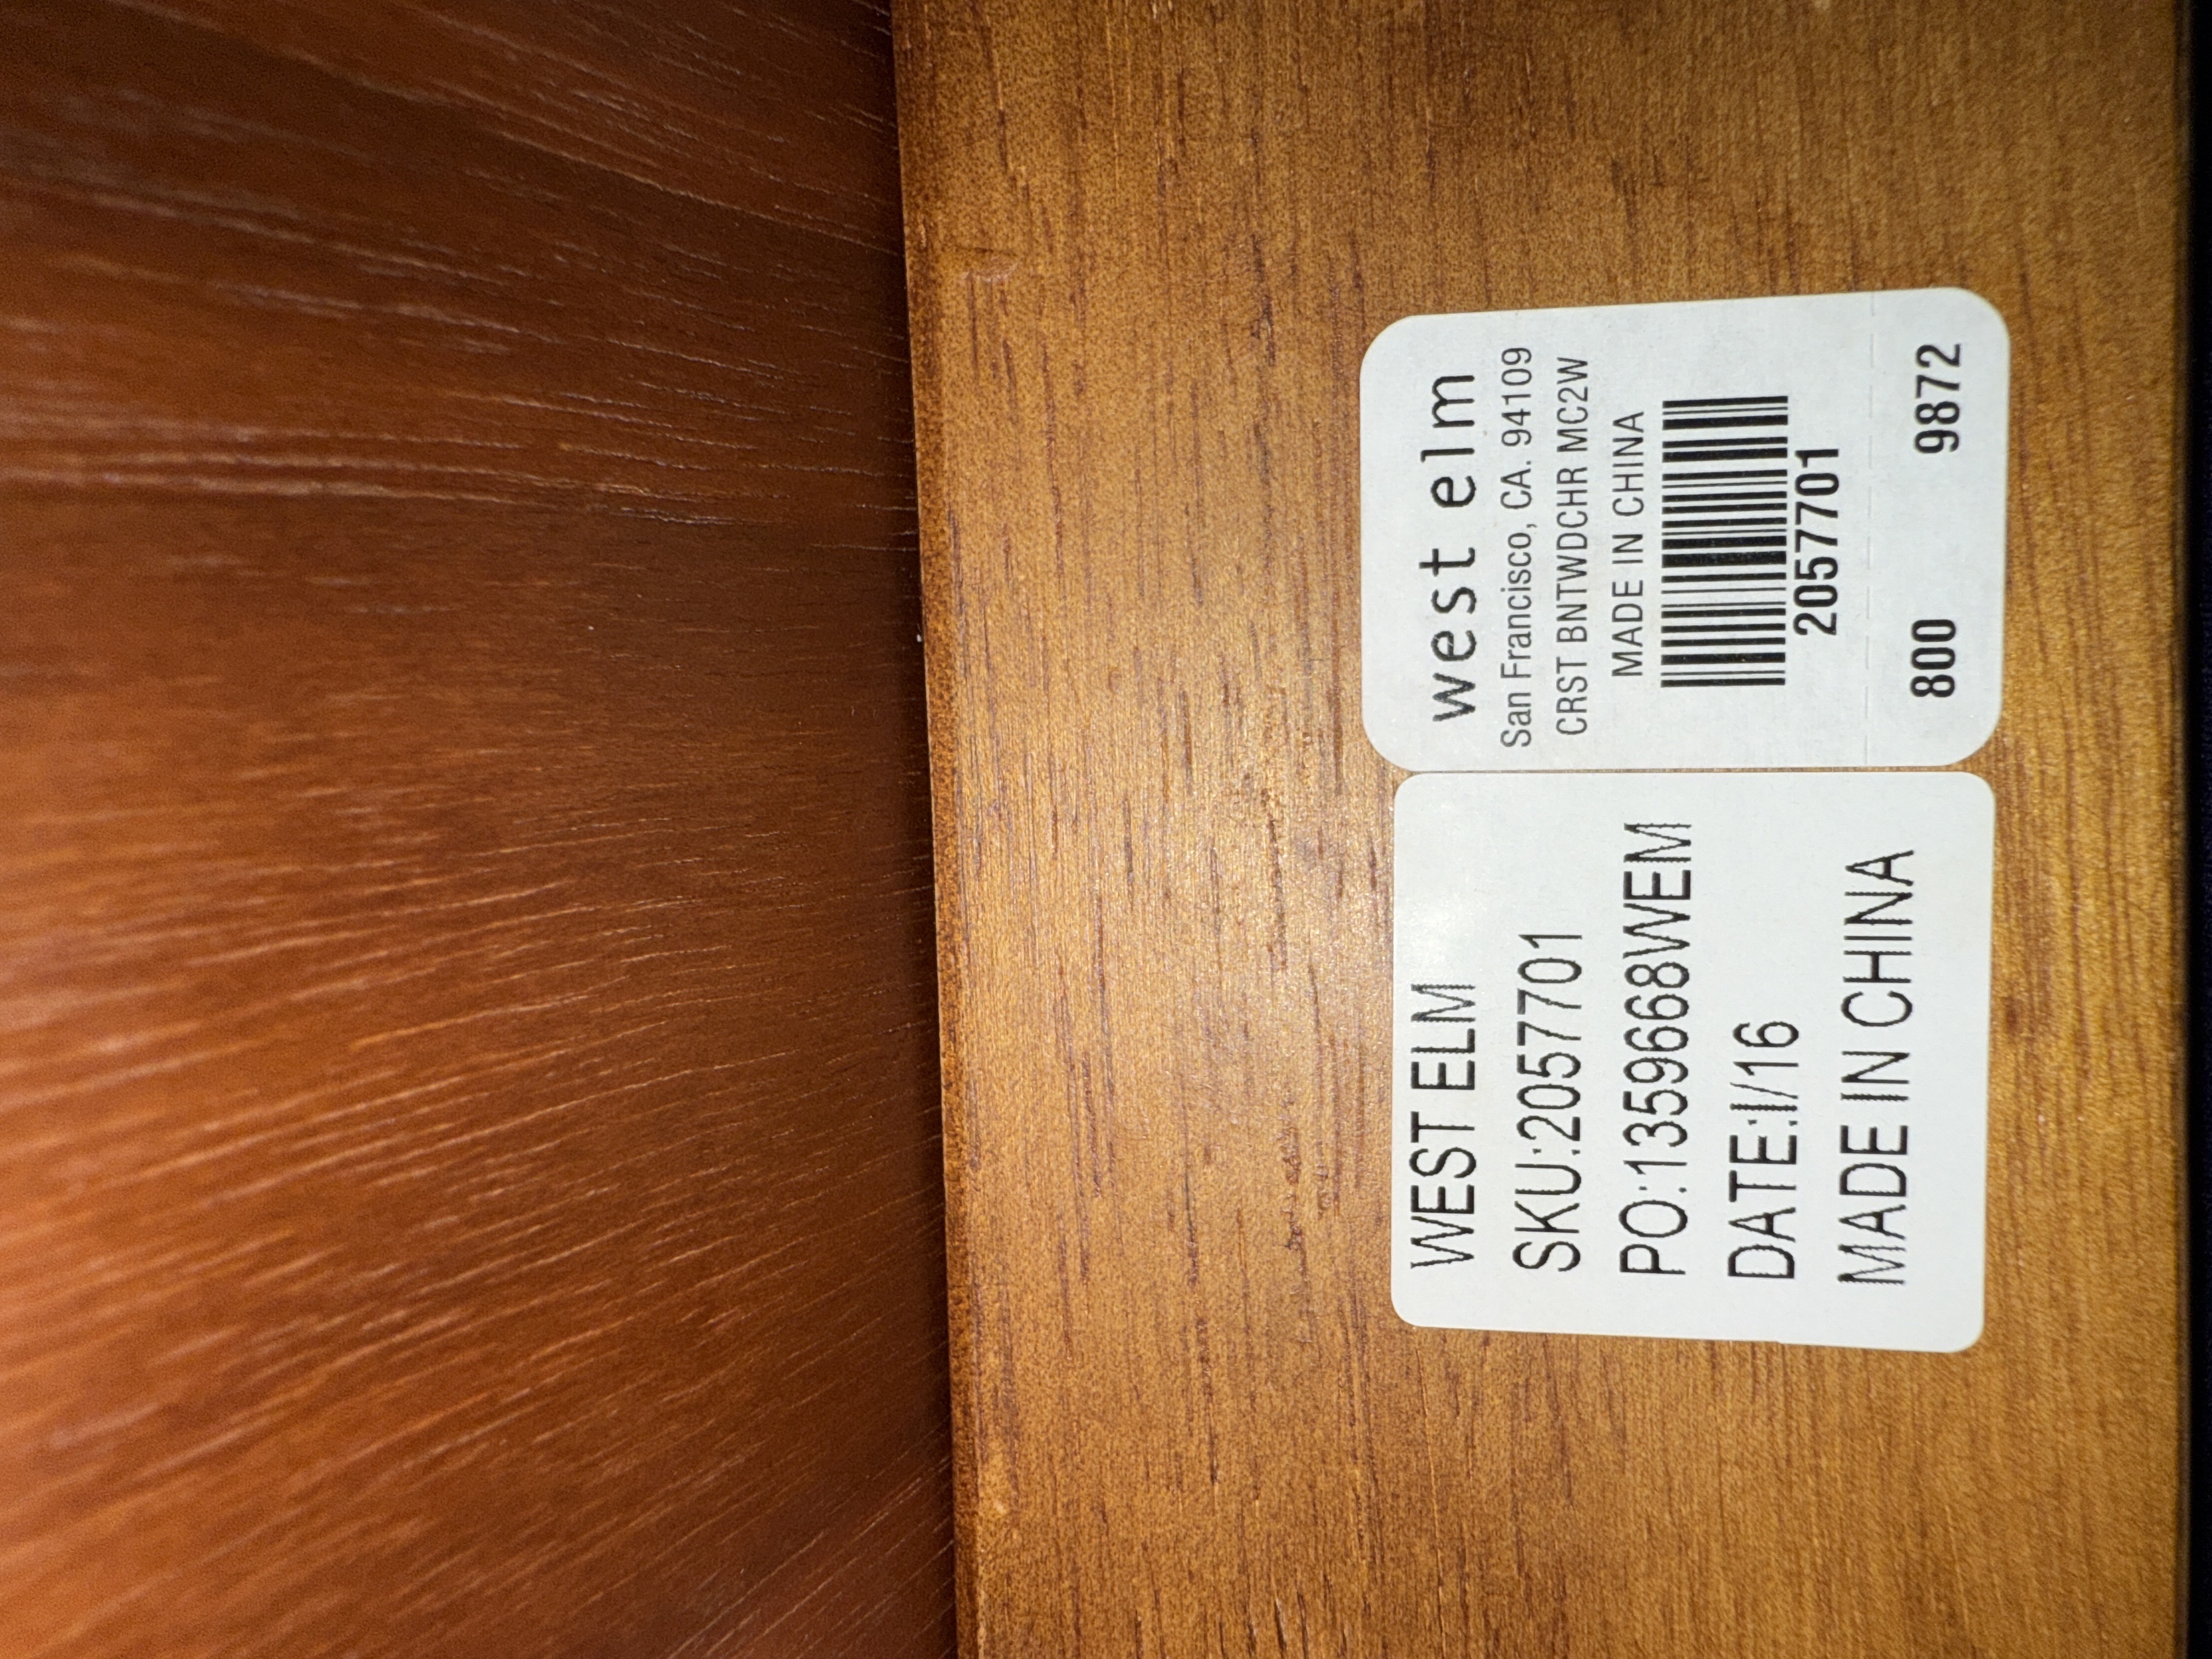 west elm
San Francisco, CA. 94109
CRST BNTWDCHR MC2W
MADE IN CHINA
2057701
800 9872
WEST ELM
SKU:2057701
PO:1359668WEM
DATE:I/16
MADE IN CHINA